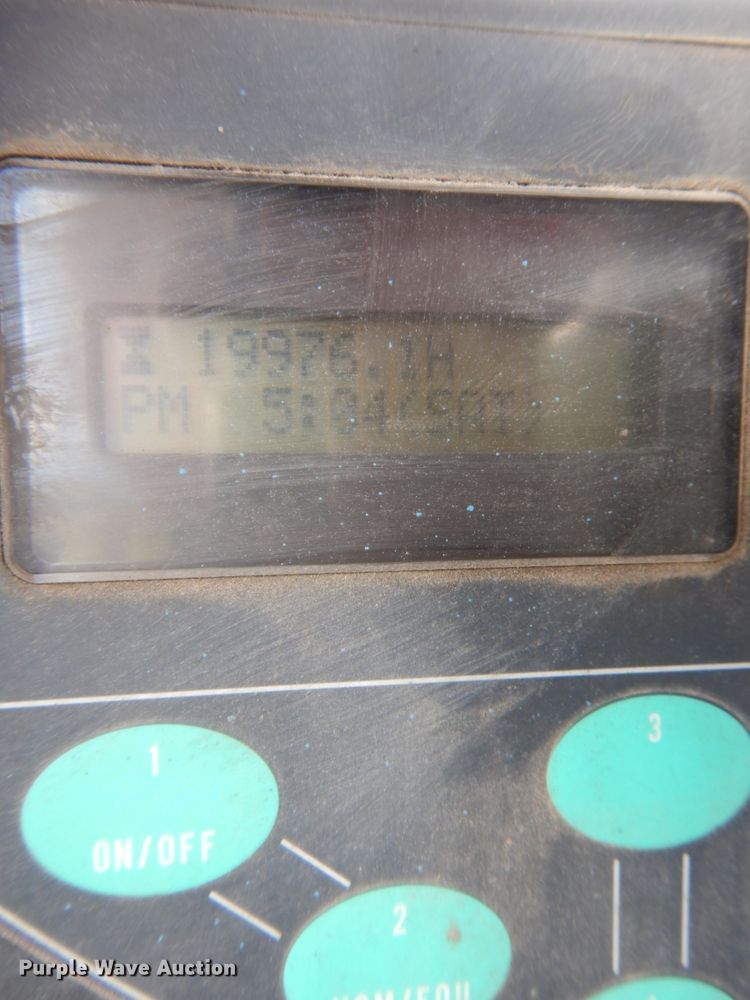 19976.1H
PM 5:04(SAT)
1
ON/OFF
3
2
Purple Wave Auction